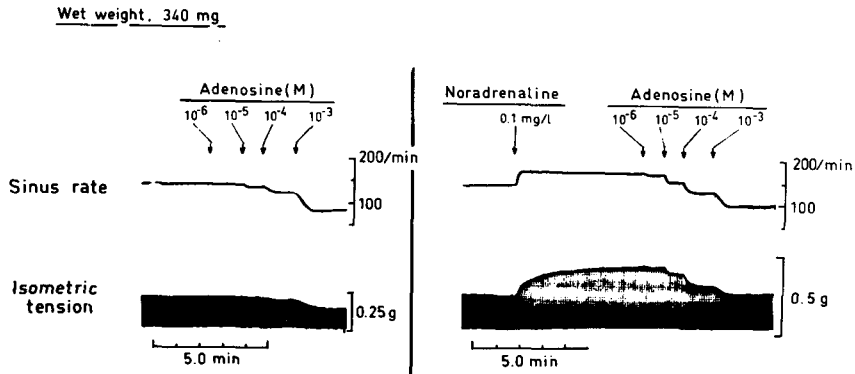 Wet weight, 340 mg
Adenosine (M)
10⁻⁶ 10⁻⁵ 10⁻⁴ 10⁻³
200/min
100
Sinus rate
Isometric
tension
0.25 g
5.0 min
Noradrenaline
0.1 mg/l
Adenosine (M)
10⁻⁶ 10⁻⁵ 10⁻⁴ 10⁻³
200/min
100
0.5 g
5.0 min